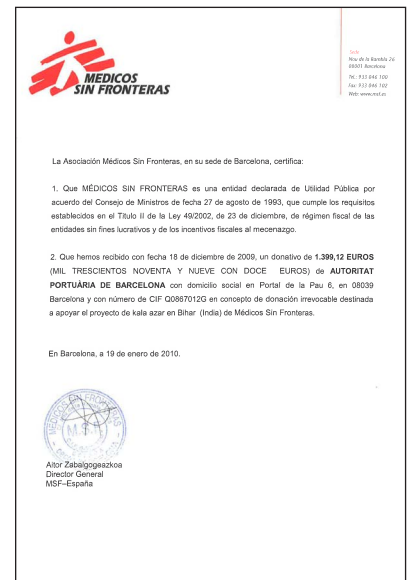 MEDICOS
SIN FRONTERAS
Nou de la Rambla 26
08001 Barcelona
Tel.: 933 046 100
Fax: 933 046 102
Web: www.msf.es
La Asociación Médicos Sin Fronteras, en su sede de Barcelona, certifica:
1. Que MÉDICOS SIN FRONTERAS es una entidad declarada de Utilidad Pública por
acuerdo del Consejo de Ministros de fecha 27 de agosto de 1993, que cumple los requisitos
establecidos en el Titulo II de la Ley 49/2002, de 23 de diciembre, de régimen fiscal de las
entidades sin fines lucrativos y de los incentivos fiscales al mecenazgo.
2. Que hemos recibido con fecha 18 de diciembre de 2009, un donativo de 1.399,12 EUROS
(MIL TRESCIENTOS NOVENTA Y NUEVE CON DOCE EUROS) de AUTORITAT
PORTUÀRIA DE BARCELONA con domicilio social en Portal de la Pau 6, en 08039
Barcelona y con número de CIF Q0867012G en concepto de donación irrevocable destinada
a apoyar el proyecto de kala azar en Bihar (India) de Médicos Sin Fronteras.
En Barcelona, a 19 de enero de 2010.
MEDICOS SIN FRONTERAS
M.S.F.
Aitor Zabalgogeazkoa
Director General
MSF–España